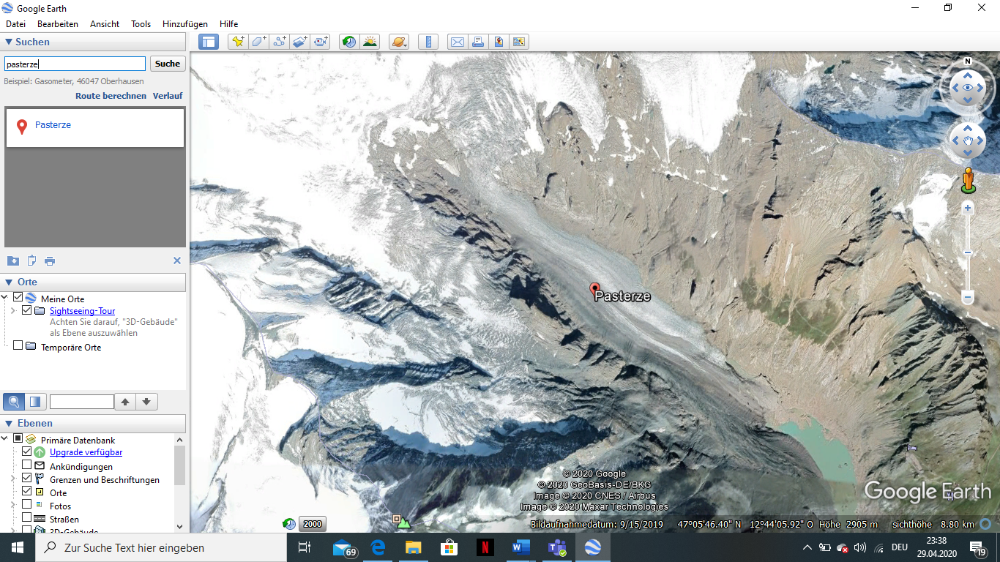 Google Earth
Datei Bearbeiten Ansicht Tools Hinzufügen Hilfe
Suchen
pasterze
Suche
Beispiel: Gasometer, 46047 Oberhausen
Route berechnen Verlauf
Pasterze
Orte
Meine Orte
Sightseeing-Tour
Achten Sie darauf, "3D-Gebäude"
als Ebene auszuwählen
Temporäre Orte
Ebenen
Primäre Datenbank
Upgrade verfügbar
Ankündigungen
Grenzen und Beschriftungen
Orte
Fotos
Straßen
3D-Gebäude
N
Pasterze
© 2020 Google
© 2020 GeoBasis-DE/BKG
Image © 2020 CNES / Airbus
Image © 2020 Maxar Technologies
Google Earth
2000
Bildaufnahmedatum: 9/15/2019 47°05'46.40" N 12°44'05.92" O Höhe 2905 m sichthöhe 8.80 km
Zur Suche Text hier eingeben
69
N
W
T
DEU
23:38
29.04.2020
19